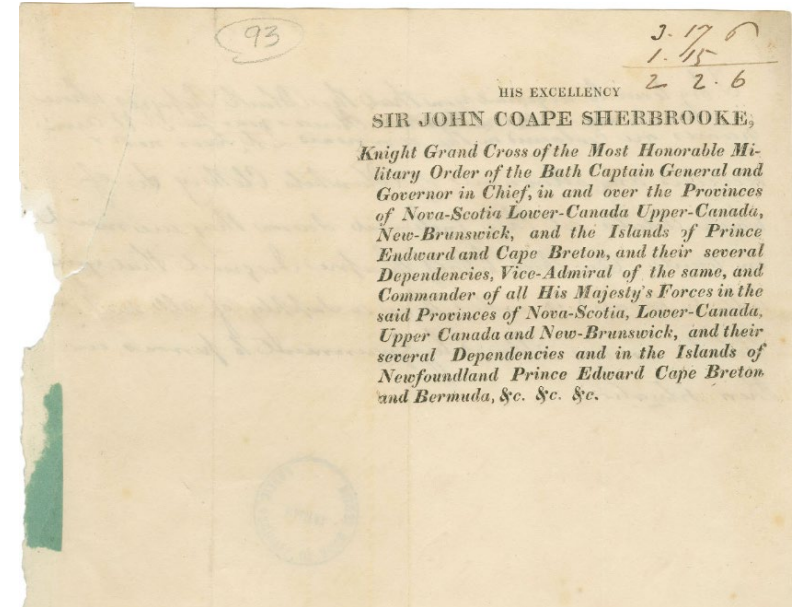 93
3. 17 6
1. 15
2 2. 6
HIS EXCELLENCY
SIR JOHN COAPE SHERBROOKE,
Knight Grand Cross of the Most Honorable Mi-
litary Order of the Bath Captain General and
Governor in Chief, in and over the Provinces
of Nova-Scotia Lower-Canada Upper-Canada,
New-Brunswick, and the Islands of Prince
Endward and Cape Breton, and their several
Dependencies, Vice-Admiral of the same, and
Commander of all His Majesty's Forces in the
said Provinces of Nova-Scotia, Lower-Canada,
Upper Canada and New-Brunswick, and their
several Dependencies and in the Islands of
Newfoundland Prince Edward Cape Breton
and Bermuda, &c. &c. &c.